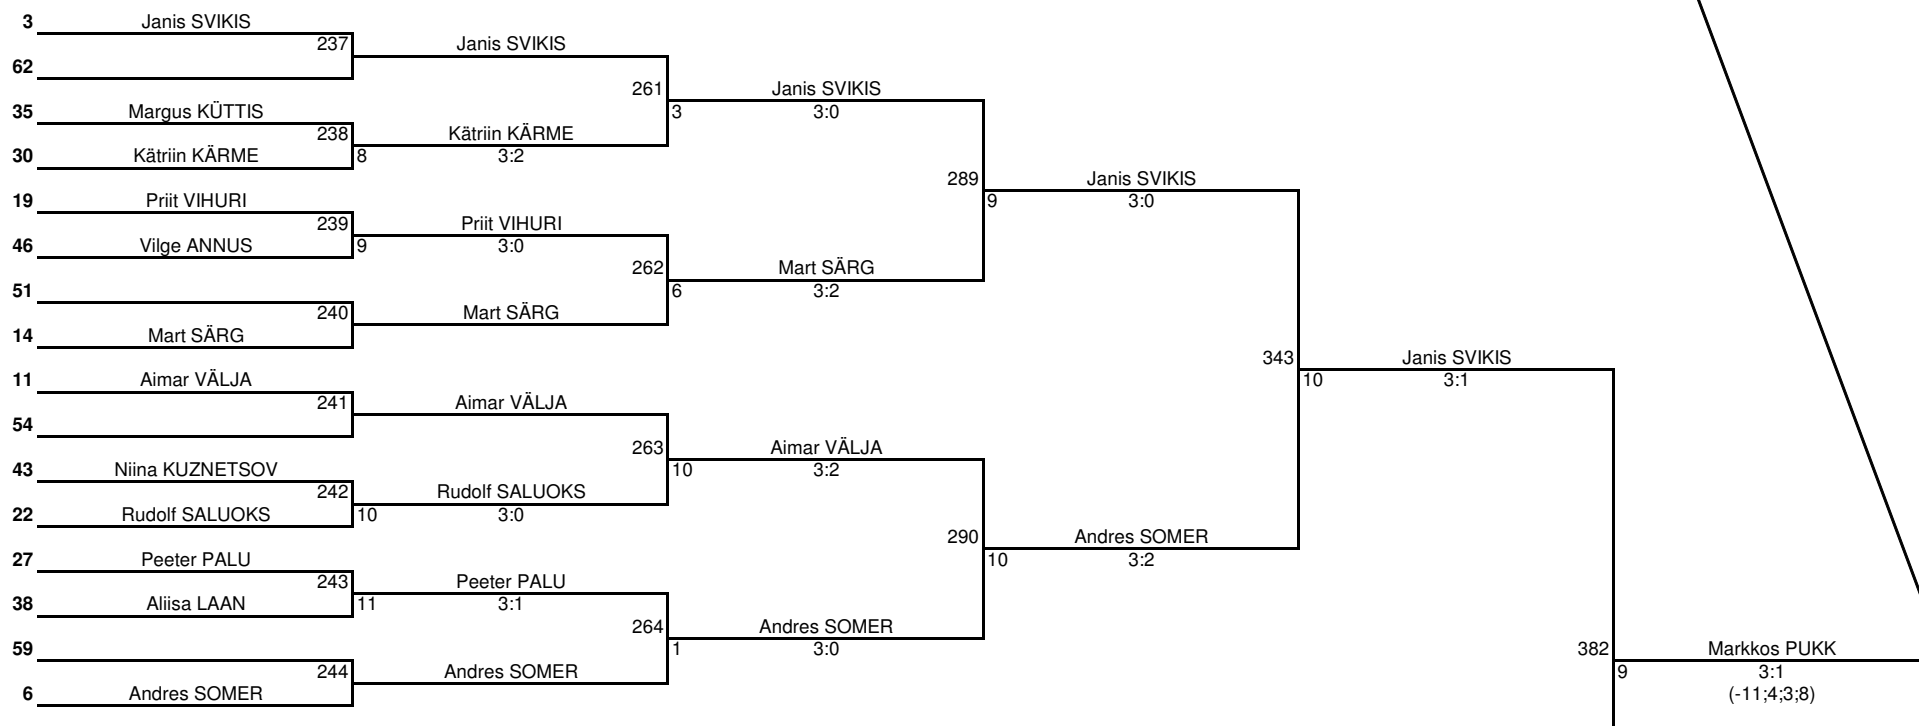 3 Janis SVIKIS
237 Janis SVIKIS
62
261 Janis SVIKIS
3 3:0
35 Margus KÜTTIS
238 Kätriin KÄRME
30 Kätriin KÄRME 8 3:2
289 Janis SVIKIS
9 3:0
19 Priit VIHURI
239 Priit VIHURI
46 Vilge ANNUS 9 3:0
262 Mart SÄRG
6 3:2
51
240 Mart SÄRG
14 Mart SÄRG
343 Janis SVIKIS
10 3:1
11 Aimar VÄLJA
241 Aimar VÄLJA
54
263 Aimar VÄLJA
10 3:2
43 Niina KUZNETSOV
242 Rudolf SALUOKS
22 Rudolf SALUOKS 10 3:0
290 Andres SOMER
10 3:2
27 Peeter PALU
243 Peeter PALU
38 Aliisa LAAN 11 3:1
264 Andres SOMER
1 3:0
59
244 Andres SOMER
6 Andres SOMER
382 Markkos PUKK
9 3:1
(-11;4;3;8)